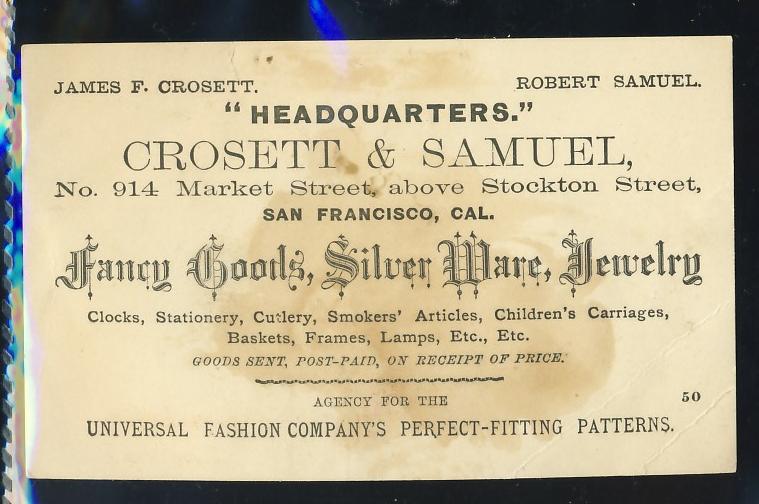 JAMES F. CROSETT. ROBERT SAMUEL.
"HEADQUARTERS."
CROSETT & SAMUEL,
No. 914 Market Street, above Stockton Street,
SAN FRANCISCO, CAL.
Fancy Goods, Silver Ware, Jewelry
Clocks, Stationery, Cutlery, Smokers' Articles, Children's Carriages,
Baskets, Frames, Lamps, Etc., Etc.
GOODS SENT, POST-PAID, ON RECEIPT OF PRICE.
AGENCY FOR THE 50
UNIVERSAL FASHION COMPANY'S PERFECT-FITTING PATTERNS.